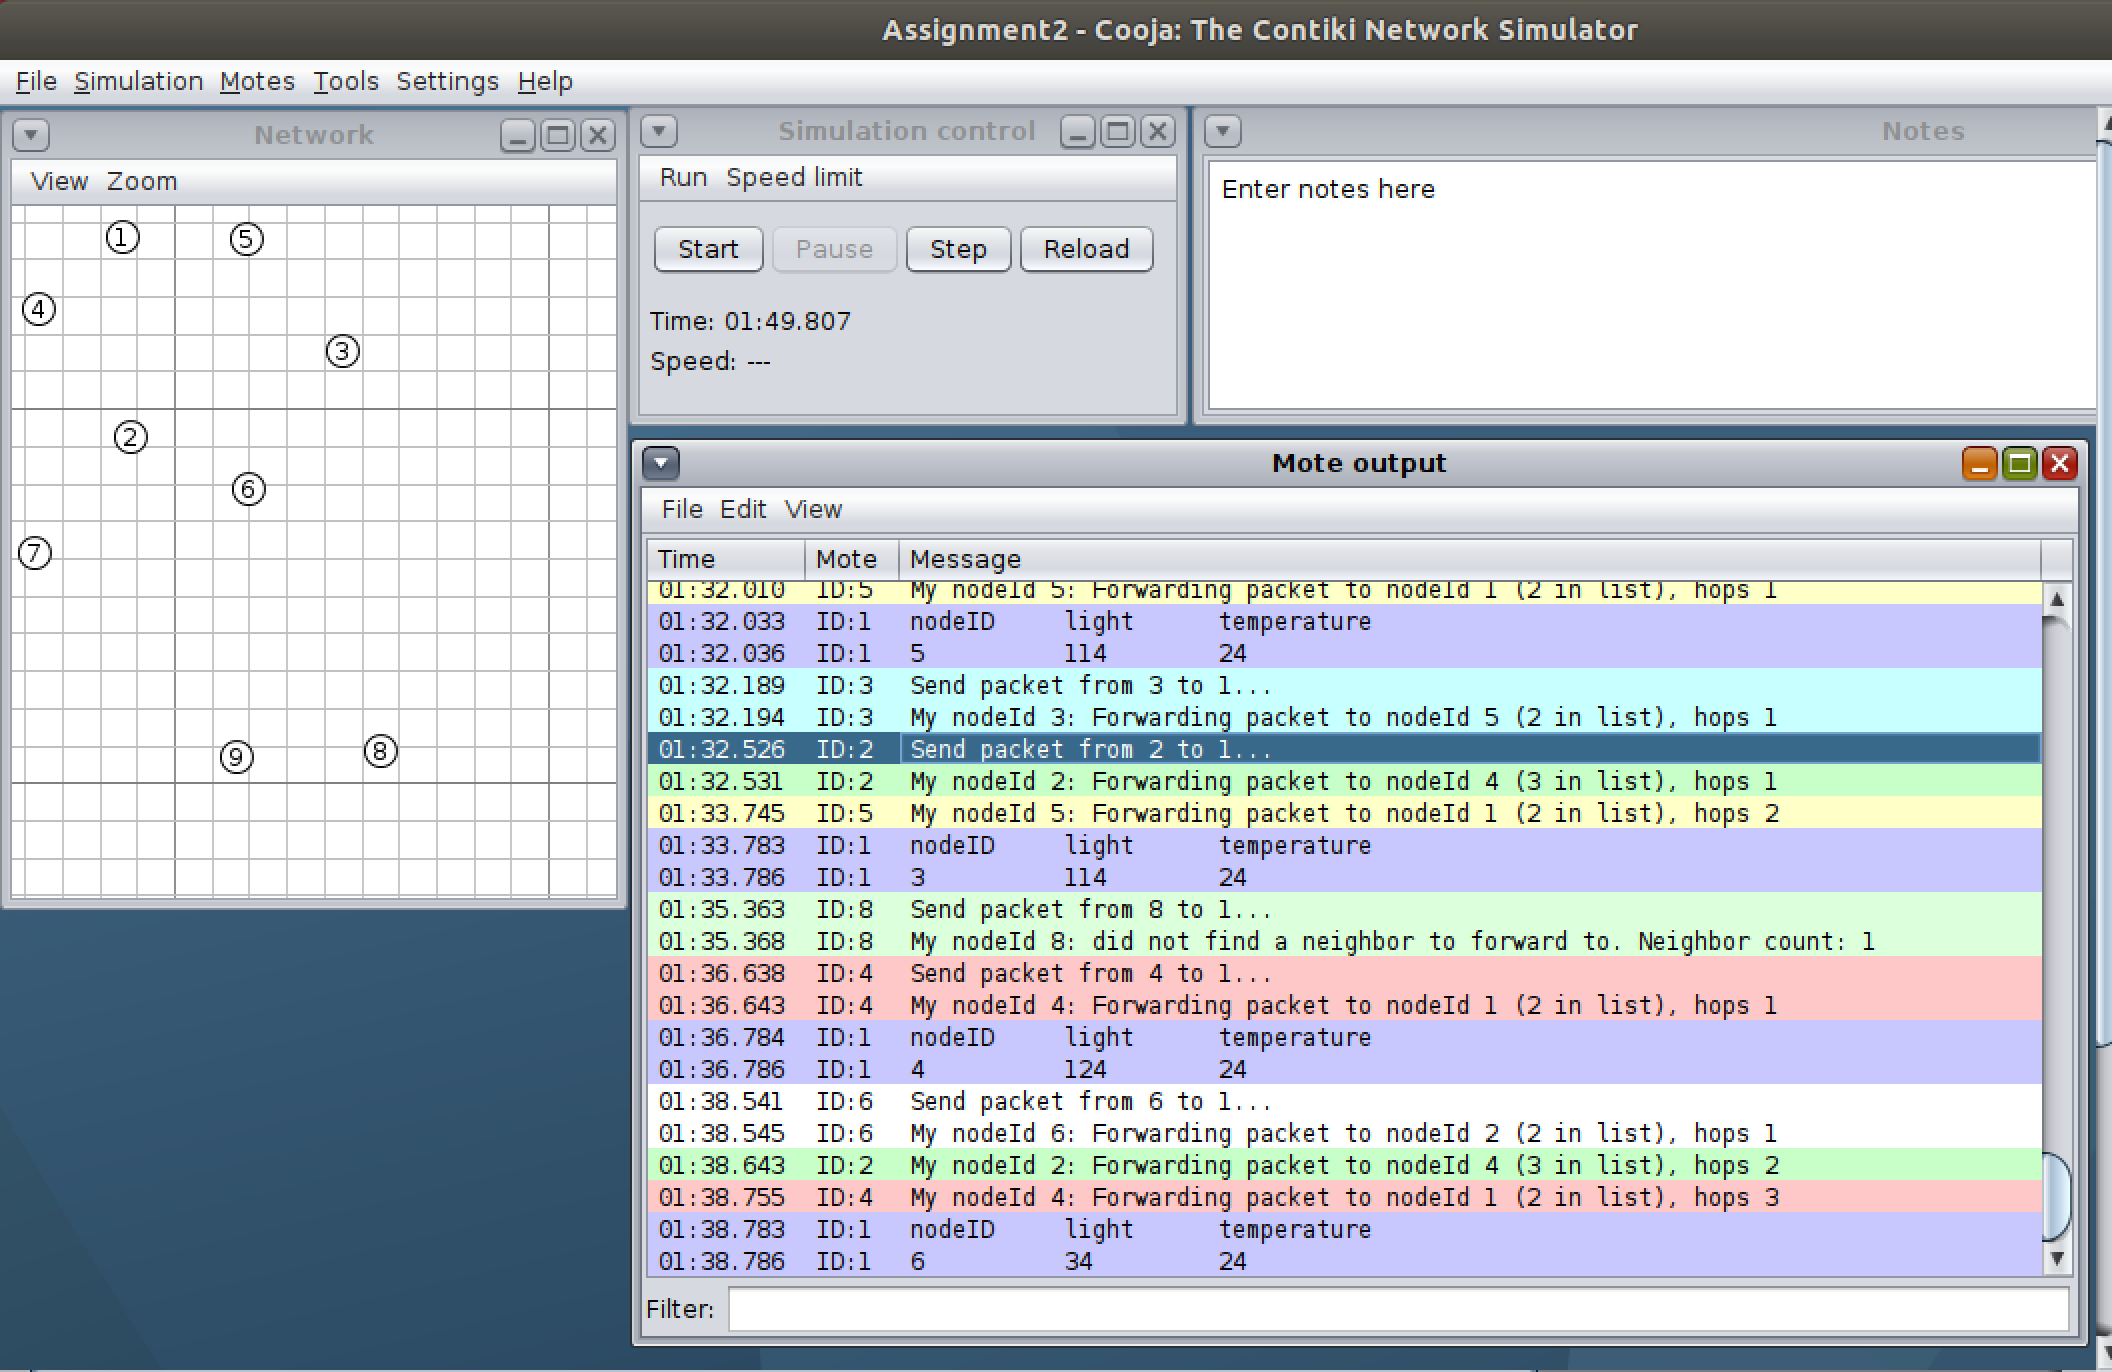 Assignment2 - Cooja: The Contiki Network Simulator
File Simulation Motes Tools Settings Help
Network
View Zoom
1
5
4
3
2
6
7
9
8
Simulation control
Run Speed limit
Start Pause Step Reload
Time: 01:49.807
Speed: ---
Notes
Enter notes here
Mote output
File Edit View
Time Mote Message
01:32.010 ID:5 My nodeId 5: Forwarding packet to nodeId 1 (2 in list), hops 1
01:32.033 ID:1 nodeID light temperature
01:32.036 ID:1 5 114 24
01:32.189 ID:3 Send packet from 3 to 1...
01:32.194 ID:3 My nodeId 3: Forwarding packet to nodeId 5 (2 in list), hops 1
01:32.526 ID:2 Send packet from 2 to 1...
01:32.531 ID:2 My nodeId 2: Forwarding packet to nodeId 4 (3 in list), hops 1
01:33.745 ID:5 My nodeId 5: Forwarding packet to nodeId 1 (2 in list), hops 2
01:33.783 ID:1 nodeID light temperature
01:33.786 ID:1 3 114 24
01:35.363 ID:8 Send packet from 8 to 1...
01:35.368 ID:8 My nodeId 8: did not find a neighbor to forward to. Neighbor count: 1
01:36.638 ID:4 Send packet from 4 to 1...
01:36.643 ID:4 My nodeId 4: Forwarding packet to nodeId 1 (2 in list), hops 1
01:36.784 ID:1 nodeID light temperature
01:36.786 ID:1 4 124 24
01:38.541 ID:6 Send packet from 6 to 1...
01:38.545 ID:6 My nodeId 6: Forwarding packet to nodeId 2 (2 in list), hops 1
01:38.643 ID:2 My nodeId 2: Forwarding packet to nodeId 4 (3 in list), hops 2
01:38.755 ID:4 My nodeId 4: Forwarding packet to nodeId 1 (2 in list), hops 3
01:38.783 ID:1 nodeID light temperature
01:38.786 ID:1 6 34 24
Filter: